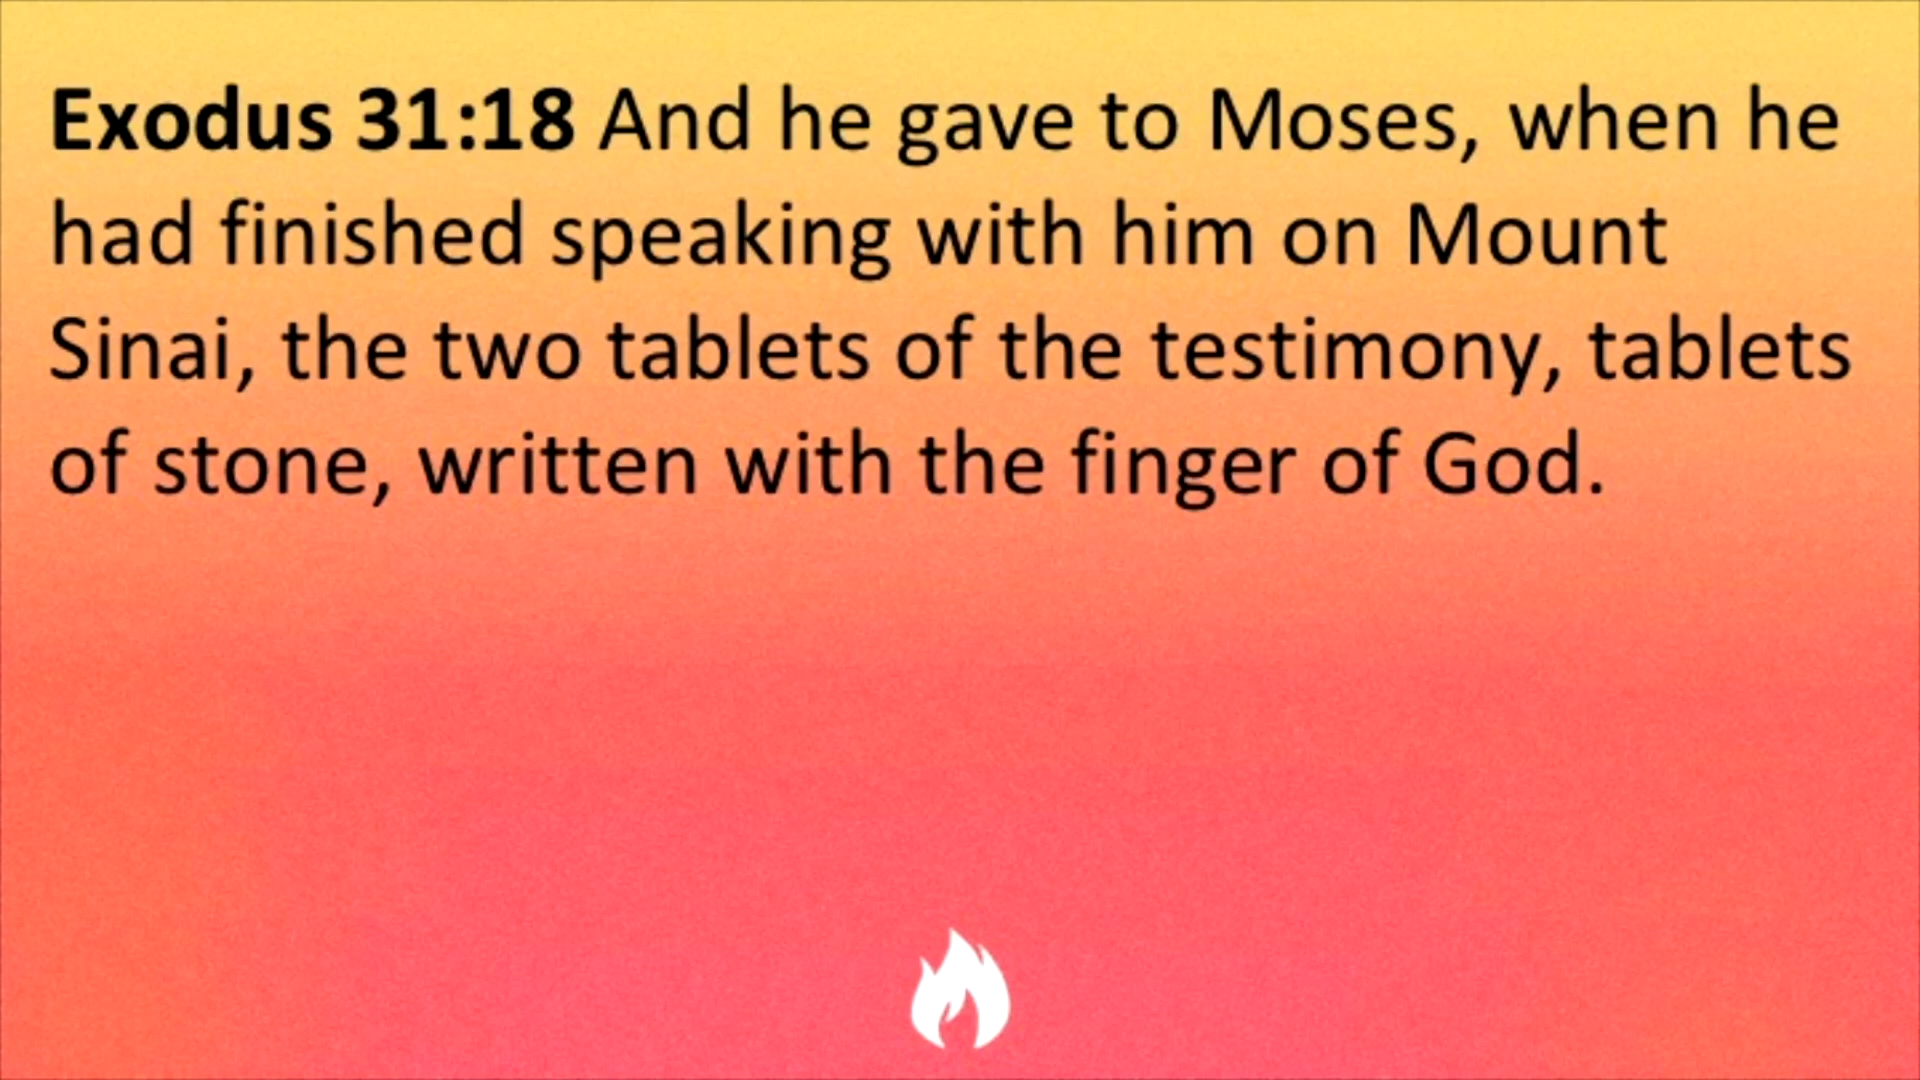 Exodus 31:18 And he gave to Moses, when he
had finished speaking with him on Mount
Sinai, the two tablets of the testimony, tablets
of stone, written with the finger of God.